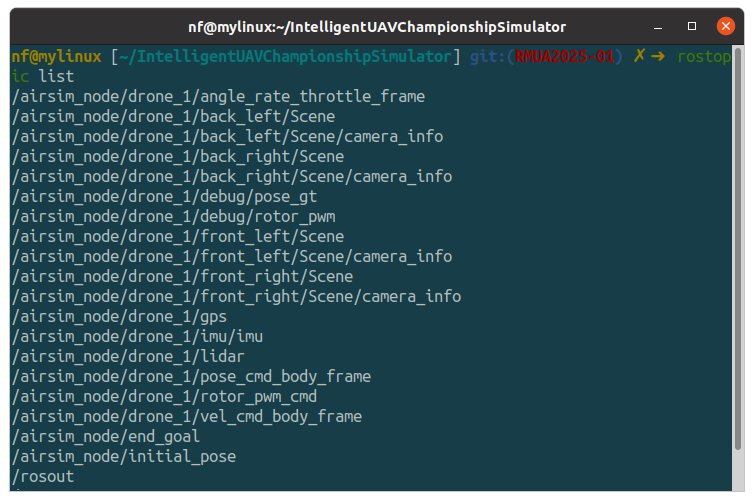 nf@mylinux:~/IntelligentUAVChampionshipSimulator
nf@mylinux [~/IntelligentUAVChampionshipSimulator] git:(RMUA2025-01) ✗ ➜ rostop
ic list
/airsim_node/drone_1/angle_rate_throttle_frame
/airsim_node/drone_1/back_left/Scene
/airsim_node/drone_1/back_left/Scene/camera_info
/airsim_node/drone_1/back_right/Scene
/airsim_node/drone_1/back_right/Scene/camera_info
/airsim_node/drone_1/debug/pose_gt
/airsim_node/drone_1/debug/rotor_pwm
/airsim_node/drone_1/front_left/Scene
/airsim_node/drone_1/front_left/Scene/camera_info
/airsim_node/drone_1/front_right/Scene
/airsim_node/drone_1/front_right/Scene/camera_info
/airsim_node/drone_1/gps
/airsim_node/drone_1/imu/imu
/airsim_node/drone_1/lidar
/airsim_node/drone_1/pose_cmd_body_frame
/airsim_node/drone_1/rotor_pwm_cmd
/airsim_node/drone_1/vel_cmd_body_frame
/airsim_node/end_goal
/airsim_node/initial_pose
/rosout